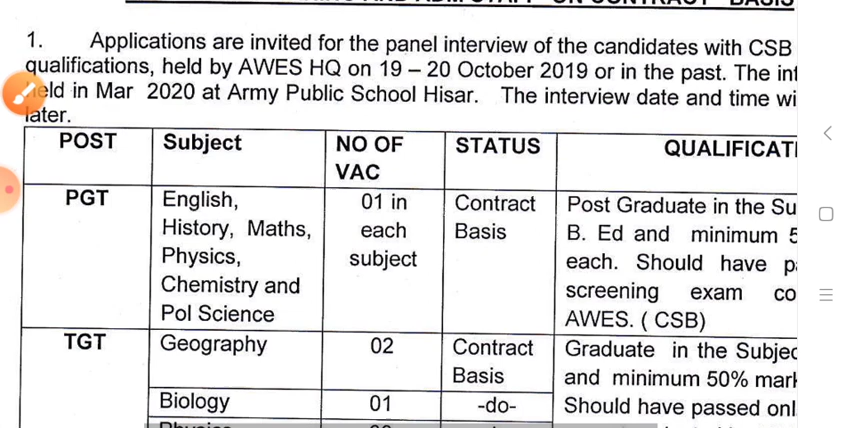 ON CONTRACT BASIS
1. Applications are invited for the panel interview of the candidates with CSB
qualifications, held by AWES HQ on 19 – 20 October 2019 or in the past. The
held in Mar 2020 at Army Public School Hisar. The interview date and time
later.
POST Subject NO OF VAC STATUS QUALIFICATI
PGT English, 01 in Contract Post Graduate in the Su
History, Maths, each Basis B. Ed and minimum 5
Physics, subject each. Should have
Chemistry and screening exam co
Pol Science AWES. ( CSB)
TGT Geography 02 Contract Graduate in the Subjec
Basis and minimum 50% mark
Biology 01 -do- Should have passed onl